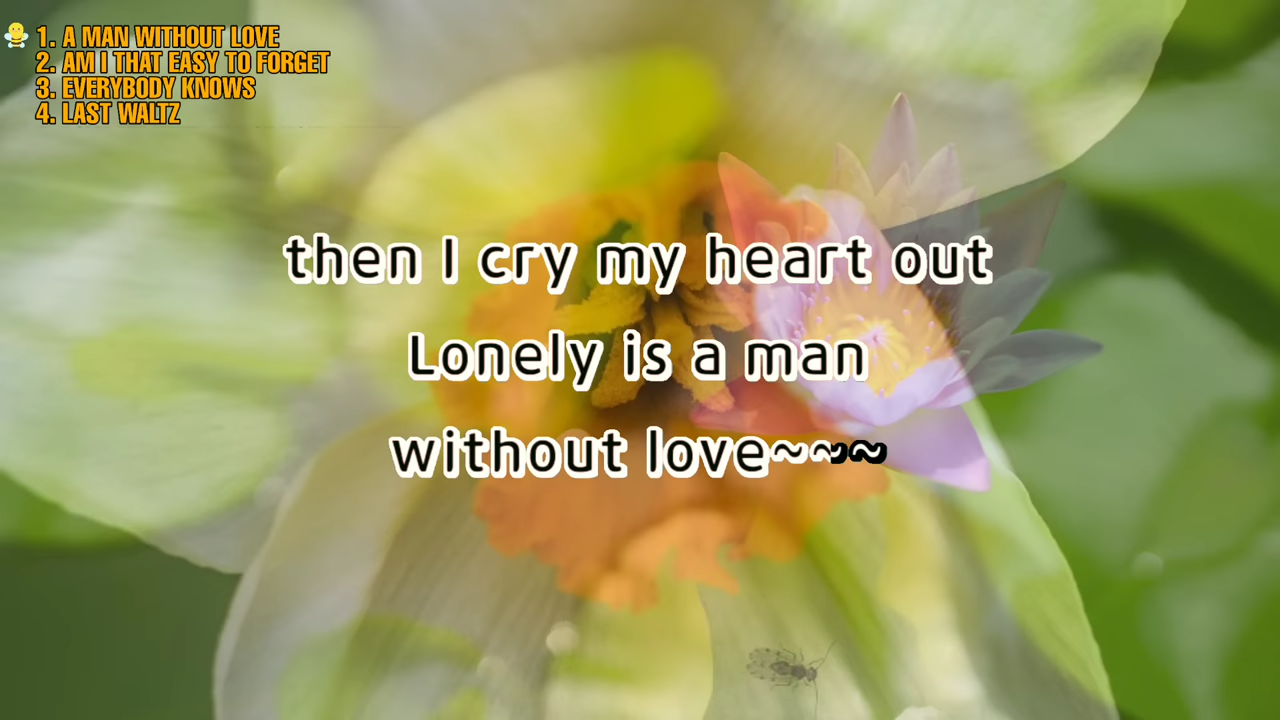 1. A MAN WITHOUT LOVE
2. AM I THAT EASY TO FORGET
3. EVERYBODY KNOWS
4. LAST WALTZ
then I cry my heart out
Lonely is a man
without love~~~